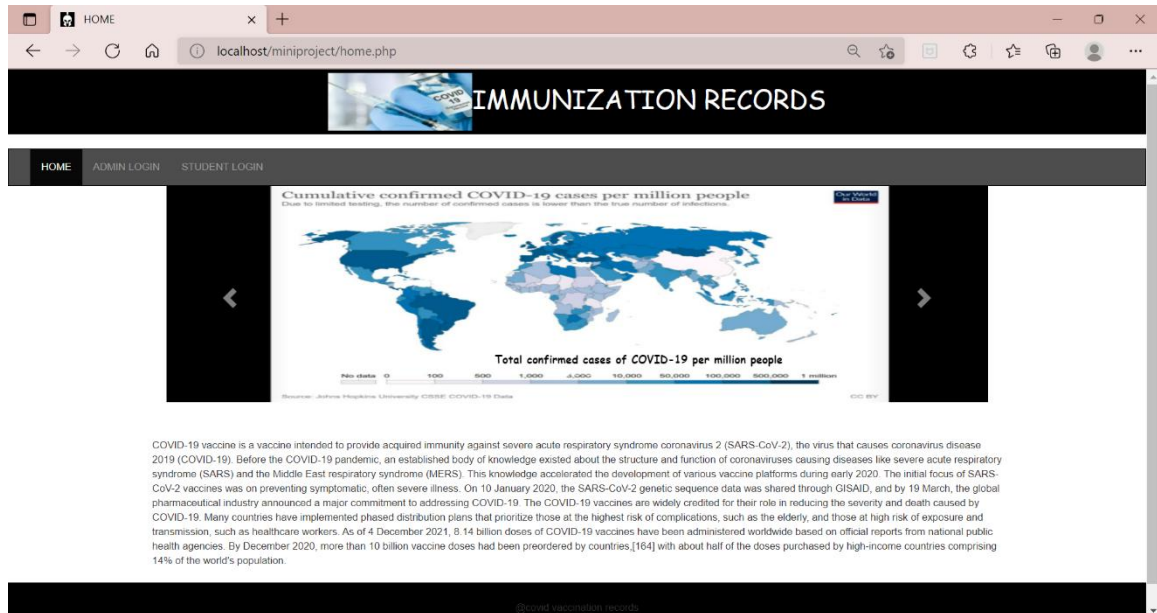 HOME
localhost/miniproject/home.php
COVID
19
IMMUNIZATION RECORDS
HOME ADMIN LOGIN STUDENT LOGIN
Cumulative confirmed COVID-19 cases per million people
Due to limited testing, the number of confirmed cases is lower than the true number of infections.
Our World
in Data
Total confirmed cases of COVID-19 per million people
No data 0 100 500 1,000 5,000 10,000 50,000 100,000 500,000 1 million
Source: Johns Hopkins University CSSE COVID-19 Data CC BY
COVID-19 vaccine is a vaccine intended to provide acquired immunity against severe acute respiratory syndrome coronavirus 2 (SARS-CoV-2), the virus that causes coronavirus disease
2019 (COVID-19). Before the COVID-19 pandemic, an established body of knowledge existed about the structure and function of coronaviruses causing diseases like severe acute respiratory
syndrome (SARS) and the Middle East respiratory syndrome (MERS). This knowledge accelerated the development of various vaccine platforms during early 2020. The initial focus of SARS-
CoV-2 vaccines was on preventing symptomatic, often severe illness. On 10 January 2020, the SARS-CoV-2 genetic sequence data was shared through GISAID, and by 19 March, the global
pharmaceutical industry announced a major commitment to addressing COVID-19. The COVID-19 vaccines are widely credited for their role in reducing the severity and death caused by
COVID-19. Many countries have implemented phased distribution plans that prioritize those at the highest risk of complications, such as the elderly, and those at high risk of exposure and
transmission, such as healthcare workers. As of 4 December 2021, 8.14 billion doses of COVID-19 vaccines have been administered worldwide based on official reports from national public
health agencies. By December 2020, more than 10 billion vaccine doses had been preordered by countries,[164] with about half of the doses purchased by high-income countries comprising
14% of the world's population.
@covid vaccination records